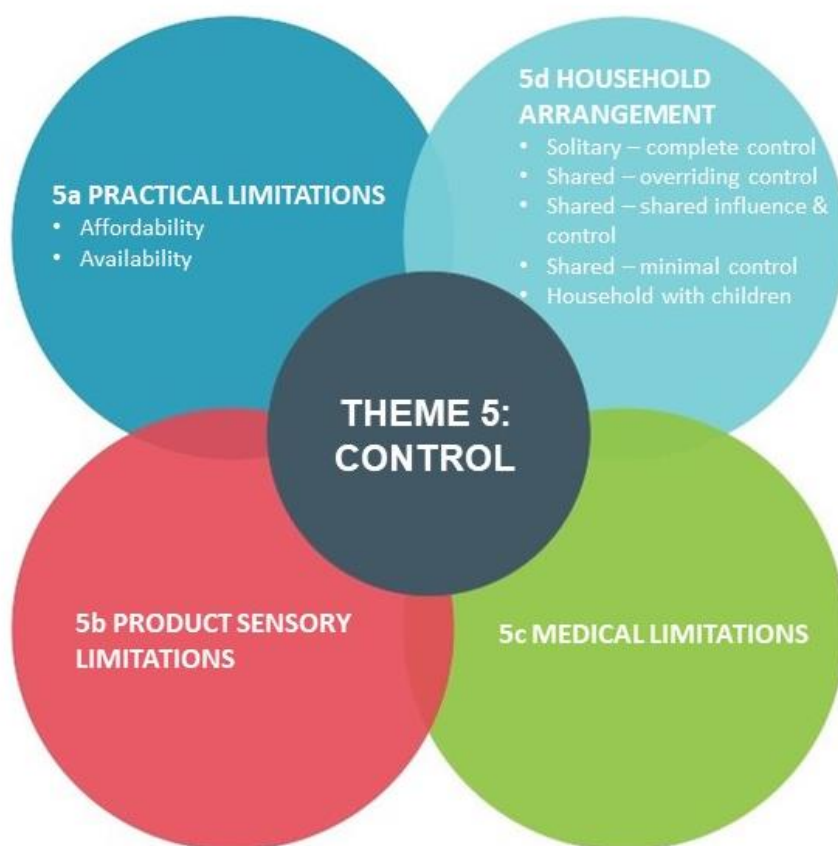 5a PRACTICAL LIMITATIONS
• Affordability
• Availability
5d HOUSEHOLD
ARRANGEMENT
• Solitary – complete control
• Shared – overriding control
• Shared – shared influence &
control
• Shared – minimal control
• Household with children
THEME 5:
CONTROL
5b PRODUCT SENSORY
LIMITATIONS
5c MEDICAL LIMITATIONS